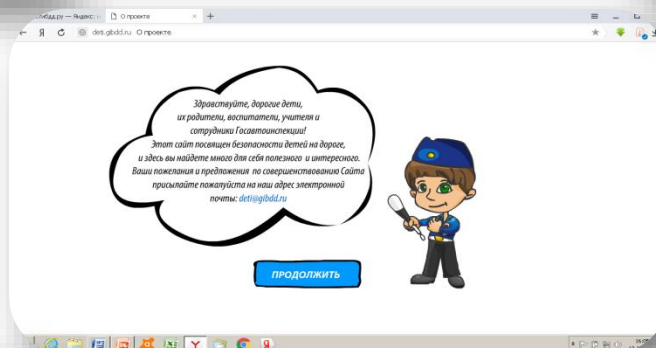 О проекте
deti.gibdd.ru О проекте
Здравствуйте, дорогие дети,
их родители, воспитатели, учителя и
сотрудники Госавтоинспекции!
Этот сайт посвящен безопасности детей на дороге,
и здесь вы найдете много для себя полезного и интересного.
Ваши пожелания и предложения по совершенствованию Сайта
присылайте пожалуйста на наш адрес электронной
почты: deti@gibdd.ru
ПРОДОЛЖИТЬ